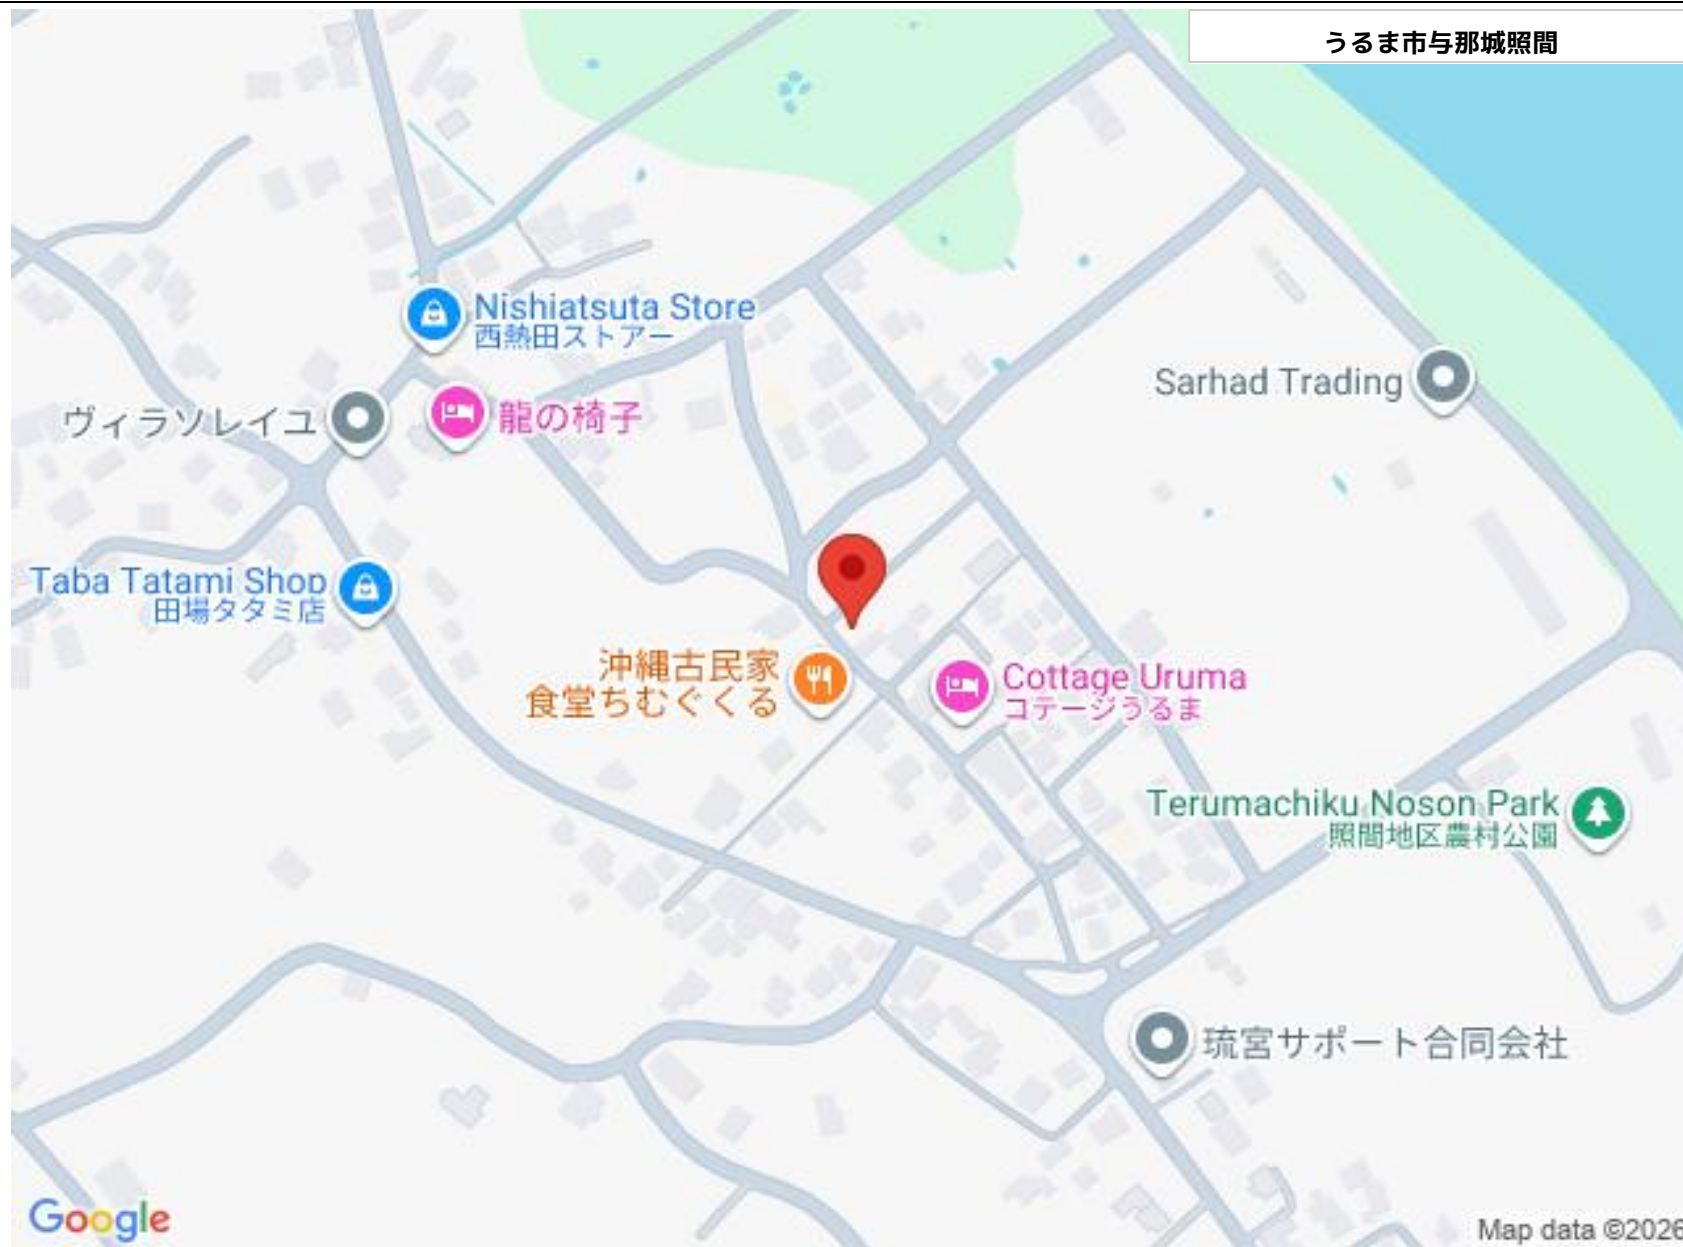 うるま市与那城照間
Nishiatsuta Store
西熱田ストアー
Sarhad Trading
ヴィラソレイユ
龍の椅子
Taba Tatami Shop
田場タタミ店
沖縄古民家
食堂ちむぐくる
Cottage Uruma
コテージうるま
Terumachiku Noson Park
照間地区農村公園
琉宮サポート合同会社
Google
Map data ©2026